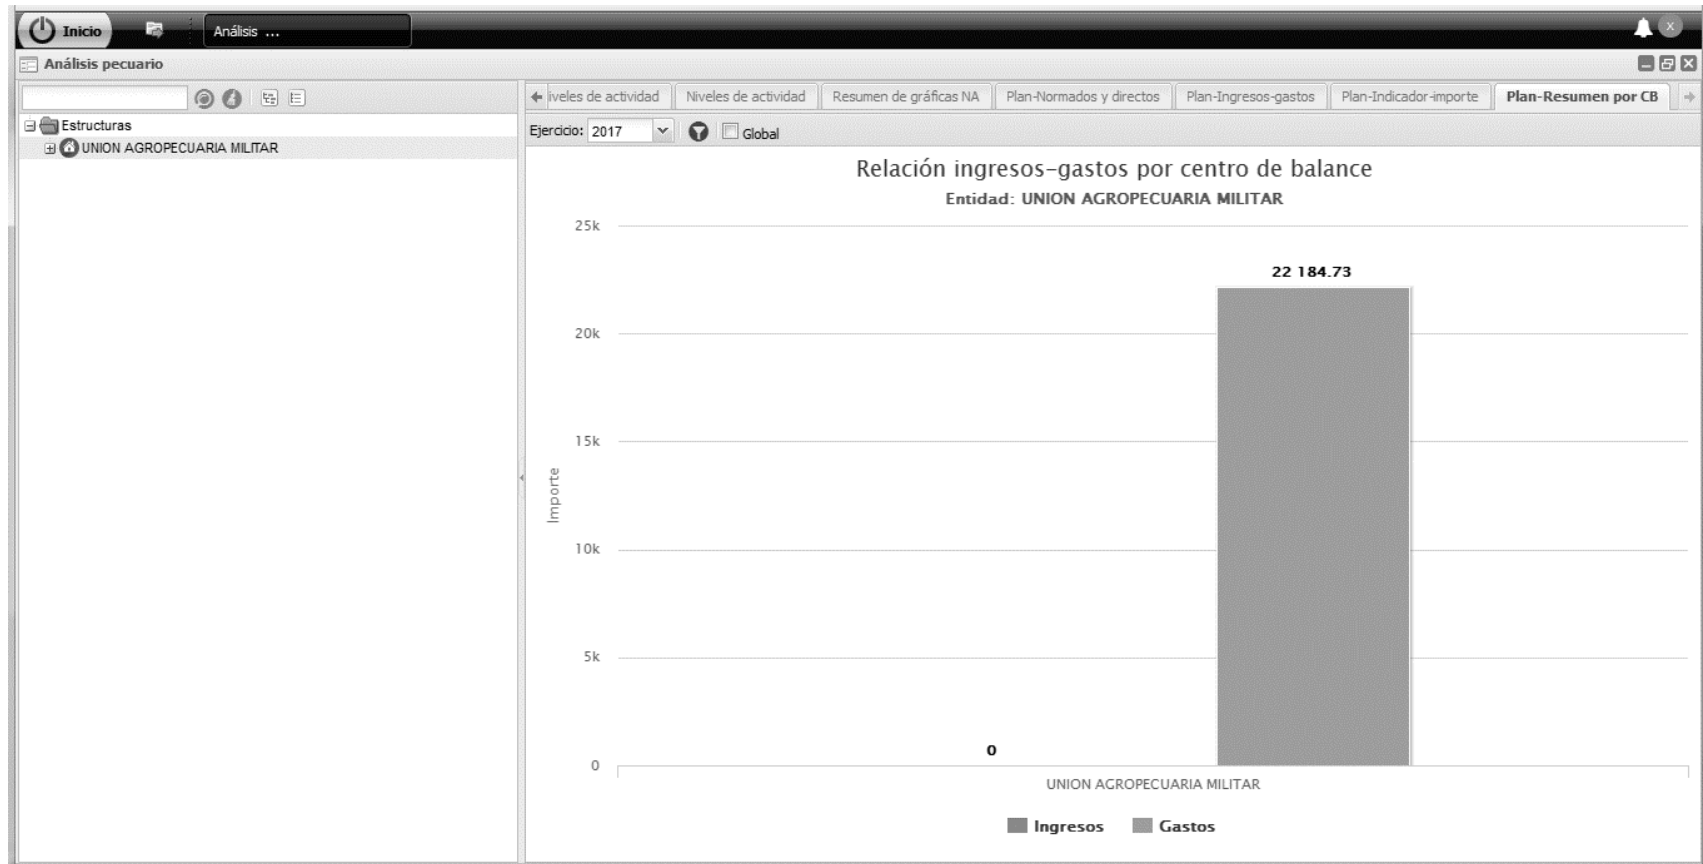 Inicio
Análisis ...
x
Análisis pecuario
iveles de actividad
Niveles de actividad
Resumen de gráficas NA
Plan-Normados y directos
Plan-Ingresos-gastos
Plan-Indicador-importe
Plan-Resumen por CB
Estructuras
UNION AGROPECUARIA MILITAR
Ejercicio: 2017
Global
Relación ingresos-gastos por centro de balance
Entidad: UNION AGROPECUARIA MILITAR
25k
22 184.73
20k
15k
Importe
10k
5k
0
0
UNION AGROPECUARIA MILITAR
Ingresos
Gastos